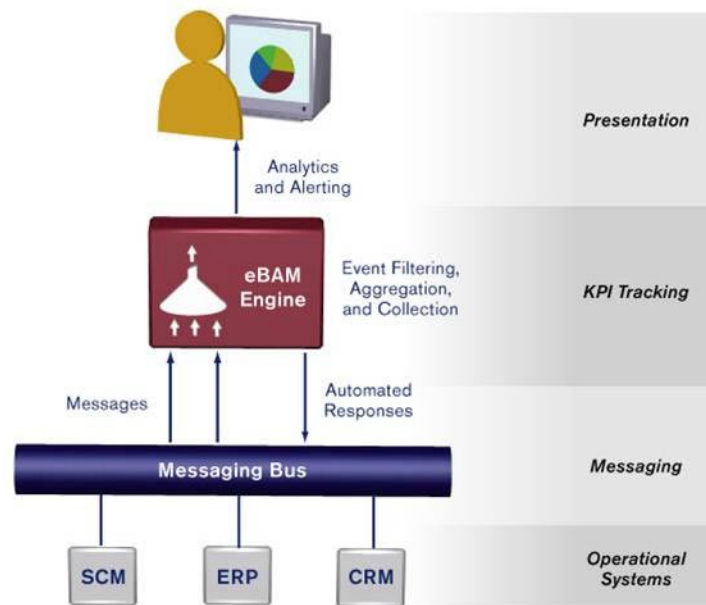 Presentation
Analytics
and Alerting
eBAM
Engine
Event Filtering,
Aggregation,
and Collection
KPI Tracking
Messages
Automated
Responses
Messaging Bus
Messaging
SCM
ERP
CRM
Operational
Systems